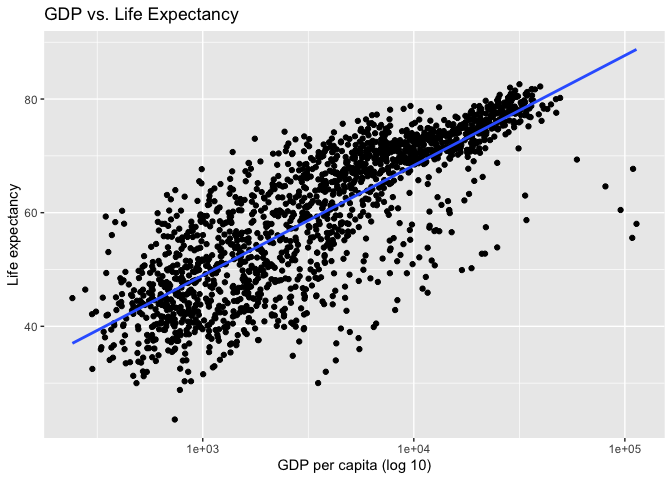 GDP vs. Life Expectancy
80
60
40
Life expectancy
1e+03 1e+04 1e+05
GDP per capita (log 10)